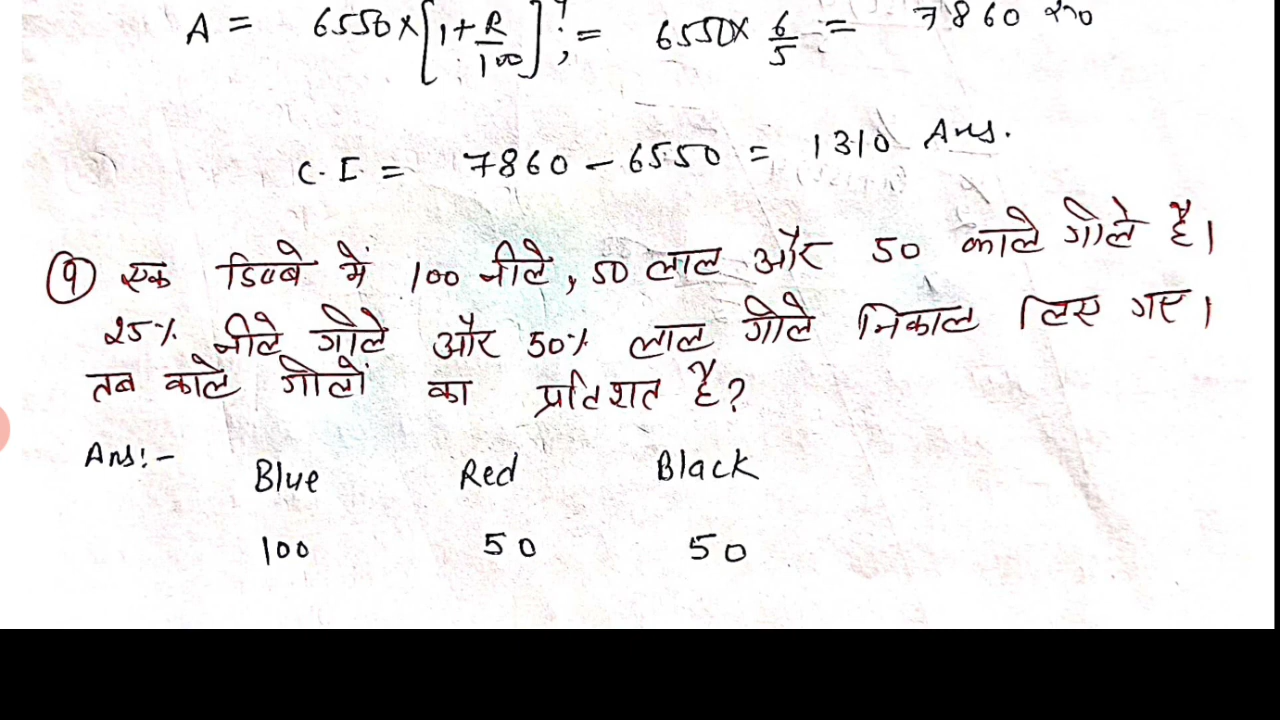 A = 6550×[1+R/100]; = 6550× 6/5 = 7860 रु०
C.I. = 7860 – 6550 = 1310 Ans.
9 एक डिब्बे में 100 नीले, 50 लाल और 50 काले गोले है।
25% नीले गोले और 50% लाल गोले निकाल लिए गए।
तब काले गोलों का प्रतिशत है?
Ans:- Blue Red Black
100 50 50